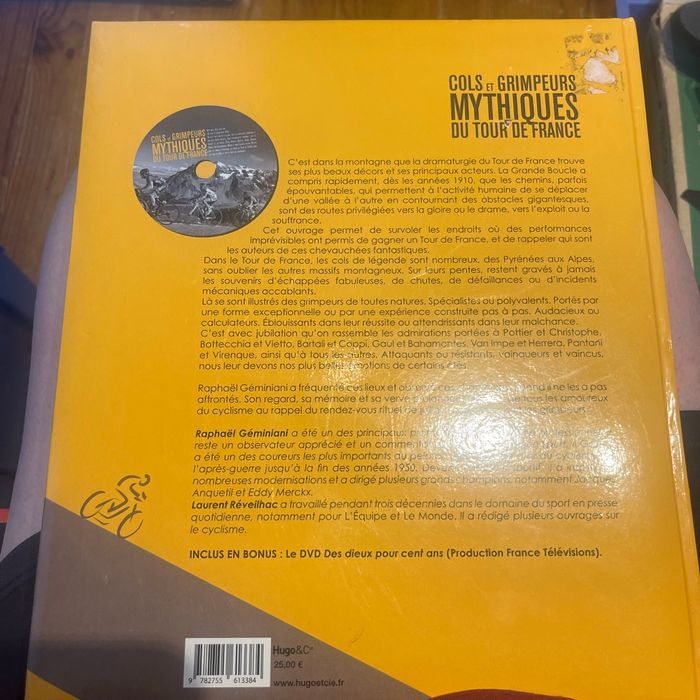 COLS ET GRIMPEURS
MYTHIQUES
DU TOUR DE FRANCE
COLS ET GRIMPEURS
MYTHIQUES
DU TOUR DE FRANCE
C'est dans la montagne que la dramaturgie du Tour de France trouve
ses plus beaux décors et ses principaux acteurs. La Grande Boucle a
compris rapidement, dès les années 1910, que les chemins, parfois
épouvantables, qui permettent à l'activité humaine de se déplacer
d'une vallée à l'autre en contournant des obstacles gigantesques,
sont des routes privilégiées vers la gloire ou le drame, vers l'exploit ou la
souffrance.
Cet ouvrage permet de survoler les endroits où des performances
imprévisibles ont permis de gagner un Tour de France, et de rappeler qui sont
les auteurs de ces chevauchées fantastiques.
Dans le Tour de France, les cols de légende sont nombreux, des Pyrénées aux Alpes,
sans oublier les autres massifs montagneux. Sur leurs pentes, restent gravés à jamais
les souvenirs d'échappées fabuleuses, de chutes, de défaillances ou d'incidents
mécaniques accablants.
Là se sont illustrés des grimpeurs de toutes natures. Spécialistes ou polyvalents. Portés par
une forme exceptionnelle ou par une expérience construite pas à pas. Audacieux ou
calculateurs. Éblouissants dans leur réussite ou attendrissants dans leur malchance.
C'est avec jubilation qu'on rassemble les admirations portées à Pottier et Christophe,
Bottecchia et Vietto, Bartali et Coppi, Gaul et Bahamontes, Van Impe et Herrera, Pantani
et Virenque, ainsi qu'à tous les autres. Attaquants ou résistants, vainqueurs et vaincus,
nous leur devons nos plus belles émotions de certains étés.
Raphaël Géminiani a fréquenté ces lieux et les a pas
affrontés. Son regard, sa mémoire et sa verve tous les amoureux
du cyclisme au rappel du rendez-vous rituel de
Raphaël Géminiani a été un des principaux
reste un observateur apprécié et un
a été un des coureurs les plus importants du
l'après-guerre jusqu'à la fin des années 1950. il a
nombreuses modernisations et a dirigé plusieurs grands champions, notamment Jacques
Anquetil et Eddy Merckx.
Laurent Réveilhac a travaillé pendant trois décennies dans le domaine du sport en presse
quotidienne, notamment pour L'Équipe et Le Monde. Il a rédigé plusieurs ouvrages sur
le cyclisme.
INCLUS EN BONUS : Le DVD Des dieux pour cent ans (Production France Télévisions).
Hugo&Cie
25,00 €
9 782755 613384
www.hugoetcie.fr